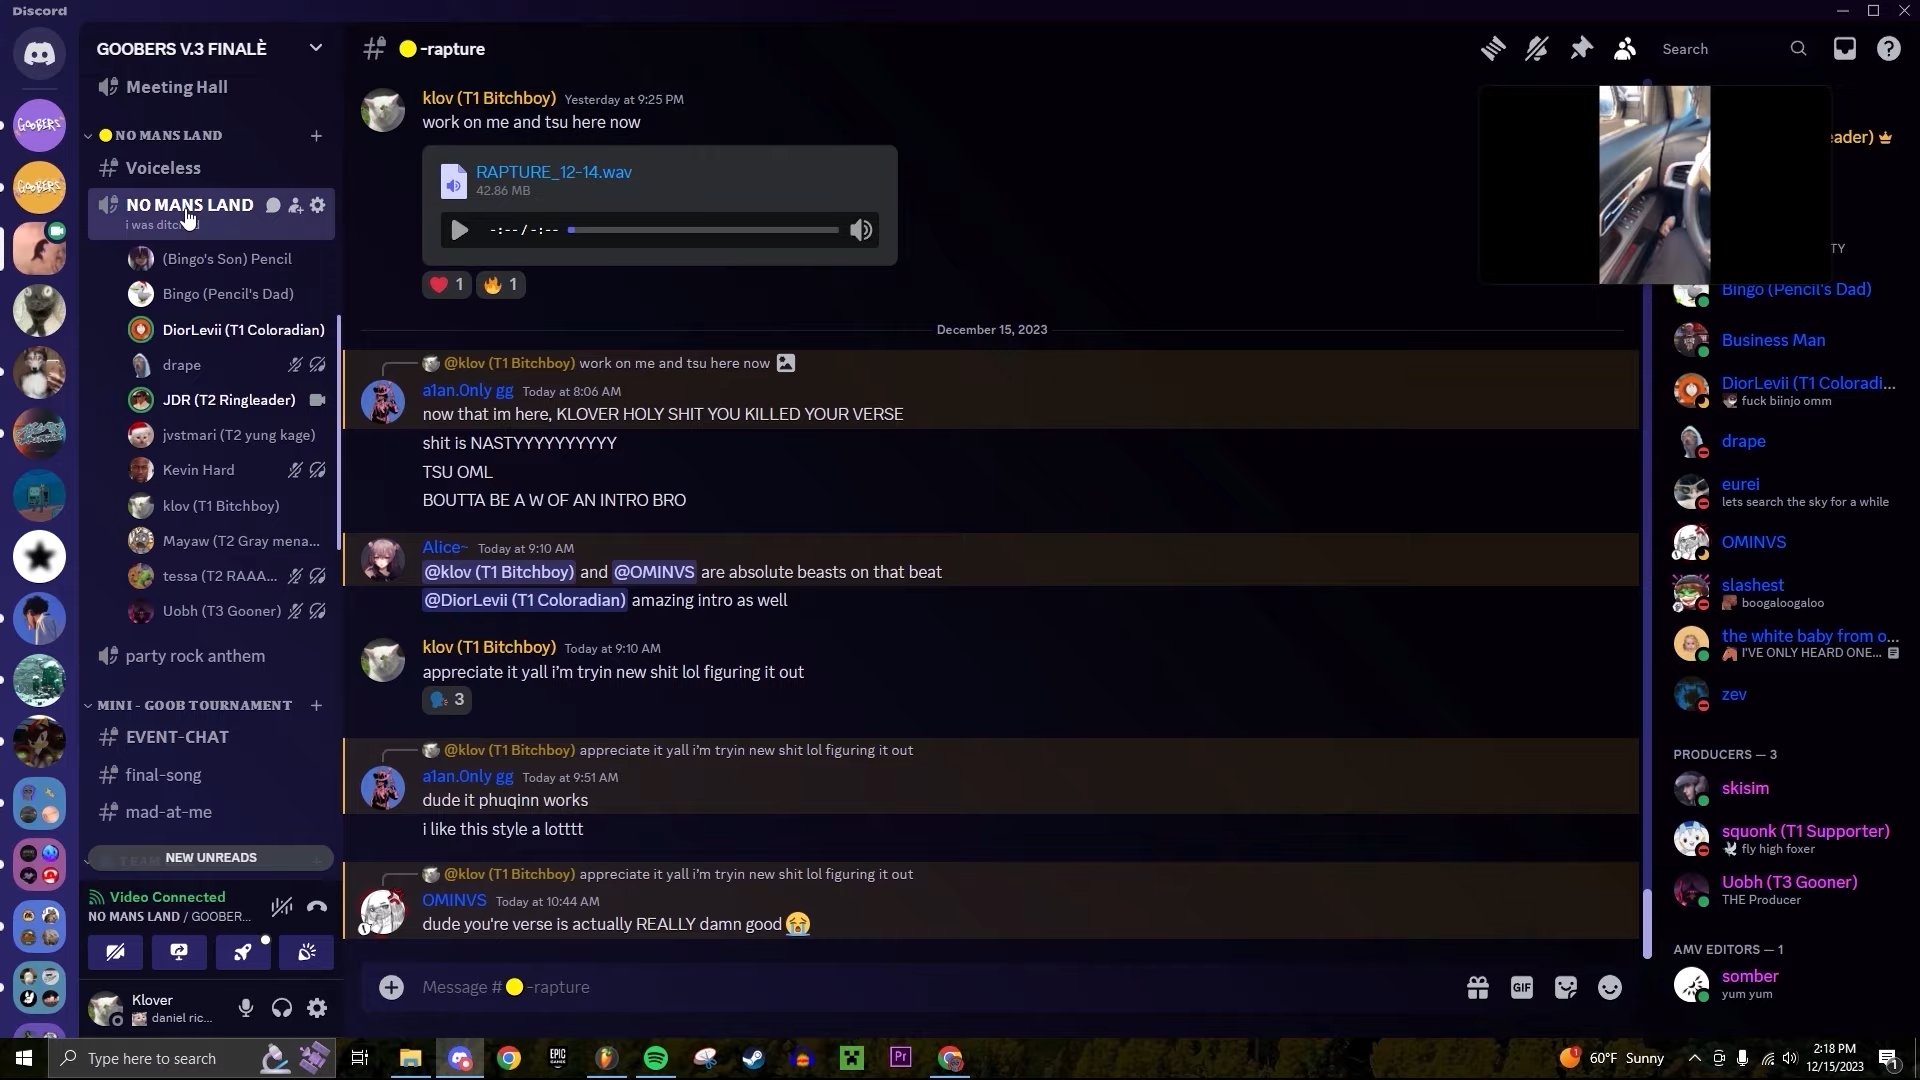 Discord
GOOBERS V.3 FINALÈ
Meeting Hall
NO MANS LAND
Voiceless
NO MANS LAND
i was ditc
(Bingo's Son) Pencil
Bingo (Pencil's Dad)
DiorLevii (T1 Coloradian)
drape
JDR (T2 Ringleader)
jvstmari (T2 yung kage)
Kevin Hard
klov (T1 Bitchboy)
Mayaw (T2 Gray mena...
tessa (T2 RAAA...
Uobh (T3 Gooner)
party rock anthem
MINI - GOOB TOURNAMENT
EVENT-CHAT
final-song
mad-at-me
NEW UNREADS
Video Connected
NO MANS LAND / GOOBER...
Klover
daniel ric...
GOOBERS
GOOBERS
-rapture
Search
klov (T1 Bitchboy) Yesterday at 9:25 PM
work on me and tsu here now
RAPTURE_12-14.wav
42.86 MB
-:-- / -:--
1 1
December 15, 2023
@klov (T1 Bitchboy) work on me and tsu here now
a1an.0nly gg Today at 8:06 AM
now that im here, KLOVER HOLY SHIT YOU KILLED YOUR VERSE
shit is NASTYYYYYYYYYY
TSU OML
BOUTTA BE A W OF AN INTRO BRO
Alice~ Today at 9:10 AM
@klov (T1 Bitchboy) and @OMINVS are absolute beasts on that beat
@DiorLevii (T1 Coloradian) amazing intro as well
klov (T1 Bitchboy) Today at 9:10 AM
appreciate it yall i'm tryin new shit lol figuring it out
3
@klov (T1 Bitchboy) appreciate it yall i'm tryin new shit lol figuring it out
a1an.0nly gg Today at 9:51 AM
dude it phuqinn works
i like this style a lotttt
@klov (T1 Bitchboy) appreciate it yall i'm tryin new shit lol figuring it out
OMINVS Today at 10:44 AM
dude you're verse is actually REALLY damn good
Message # -rapture
GIF
eader)
TY
Bingo (Pencil's Dad)
Business Man
DiorLevii (T1 Coloradi...
fuck biinjo omm
drape
eurei
lets search the sky for a while
OMINVS
slashest
boogaloogaloo
the white baby from o...
I'VE ONLY HEARD ONE...
zev
PRODUCERS — 3
skisim
squonk (T1 Supporter)
fly high foxer
Uobh (T3 Gooner)
THE Producer
AMV EDITORS — 1
somber
yum yum
Type here to search
EPIC GAMES
Pr
1
60°F Sunny
2:18 PM
12/15/2023
1